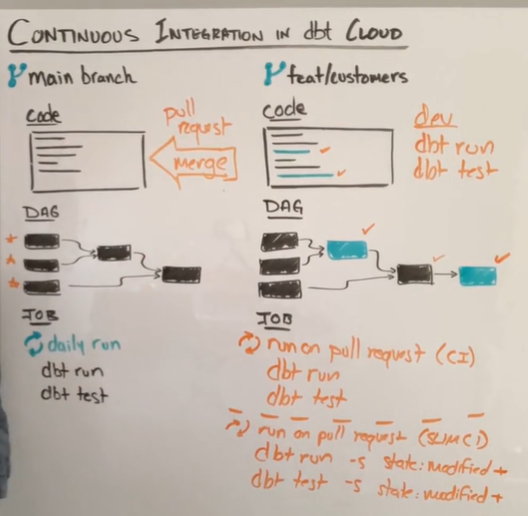 CONTINUOUS INTEGRATION IN dbt CLOUD
main branch
Code
pull request
merge
DAG
JOB
daily run
dbt run
dbt test
feat/customers
Code
dev
dbt run
dbt test
DAG
JOB
run on pull request (CI)
dbt run
dbt test
run on pull request (SLIM CI)
dbt run -s state:modified+
dbt test -s state:modified+